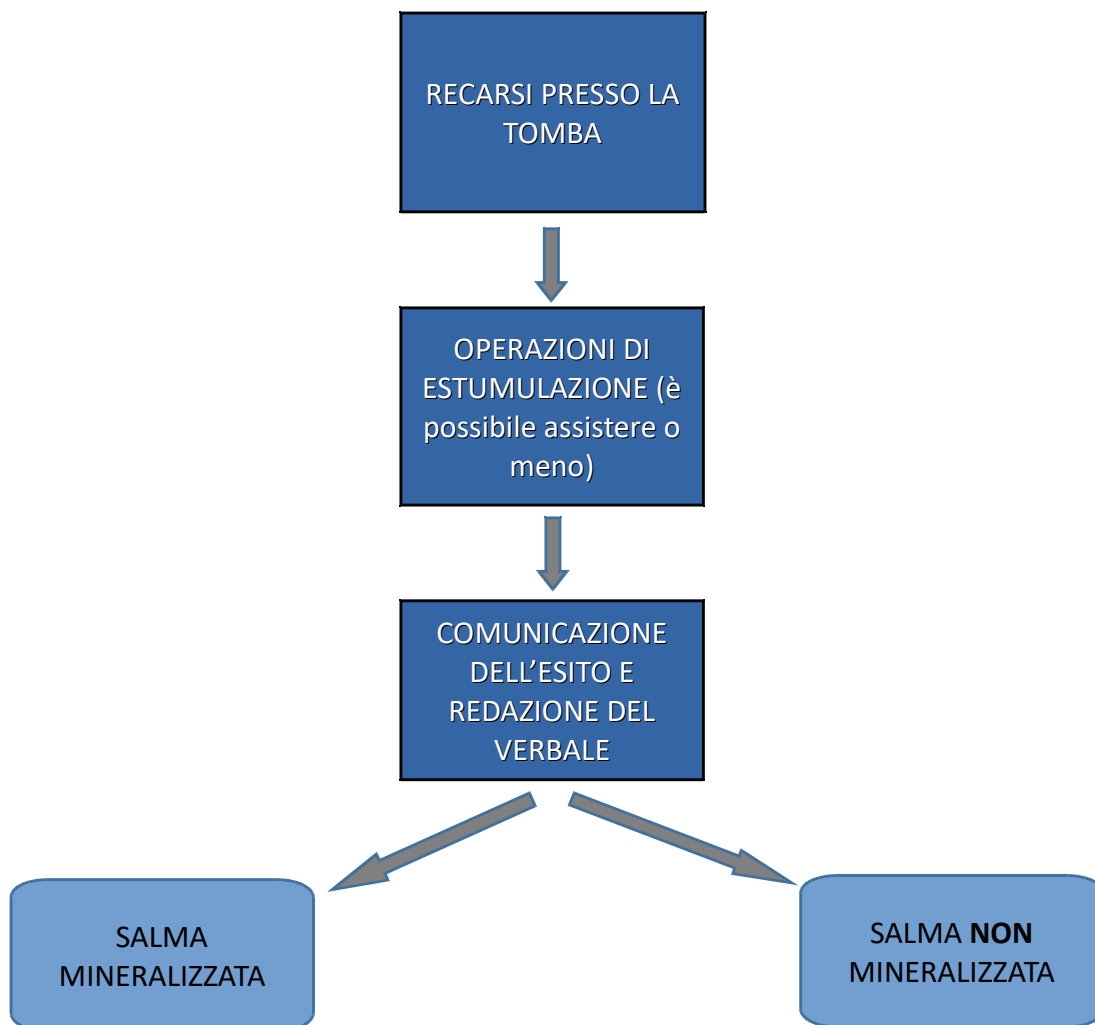 RECARSI PRESSO LA
TOMBA
OPERAZIONI DI
ESTUMULAZIONE (è
possibile assistere o
meno)
COMUNICAZIONE
DELL’ESITO E
REDAZIONE DEL
VERBALE
SALMA
MINERALIZZATA
SALMA NON
MINERALIZZATA